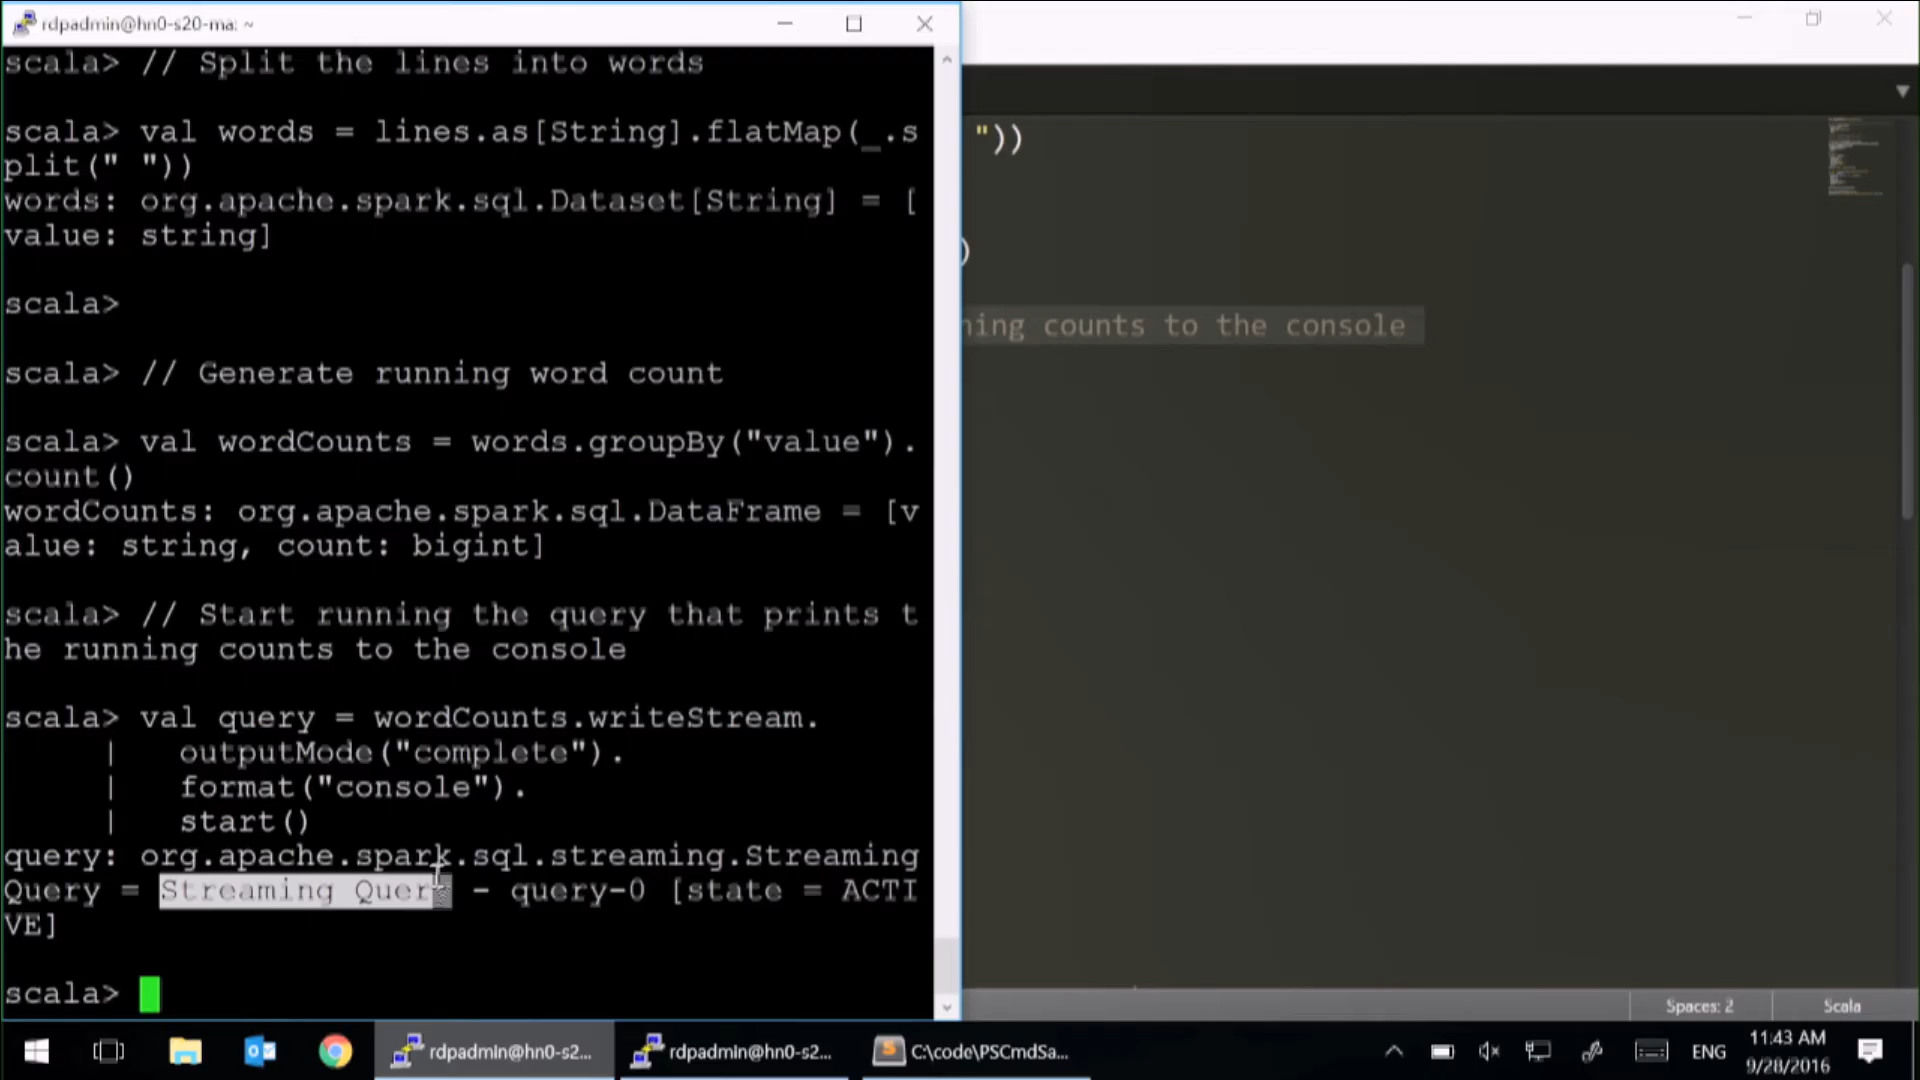 rdpadmin@hn0-s20-ma: ~
scala> // Split the lines into words
scala> val words = lines.as[String].flatMap(_.s
plit(" "))
words: org.apache.spark.sql.Dataset[String] = [
value: string]
scala>
scala> // Generate running word count
scala> val wordCounts = words.groupBy("value").
count()
wordCounts: org.apache.spark.sql.DataFrame = [v
alue: string, count: bigint]
scala> // Start running the query that prints t
he running counts to the console
scala> val query = wordCounts.writeStream.
| outputMode("complete").
| format("console").
| start()
query: org.apache.spark.sql.streaming.Streaming
Query = Streaming Query - query-0 [state = ACTI
VE]
scala>
"))
)
ning counts to the console
Spaces: 2 Scala
rdpadmin@hn0-s2... rdpadmin@hn0-s2... C:\code\PSCmdSa... ENG
11:43 AM
9/28/2016